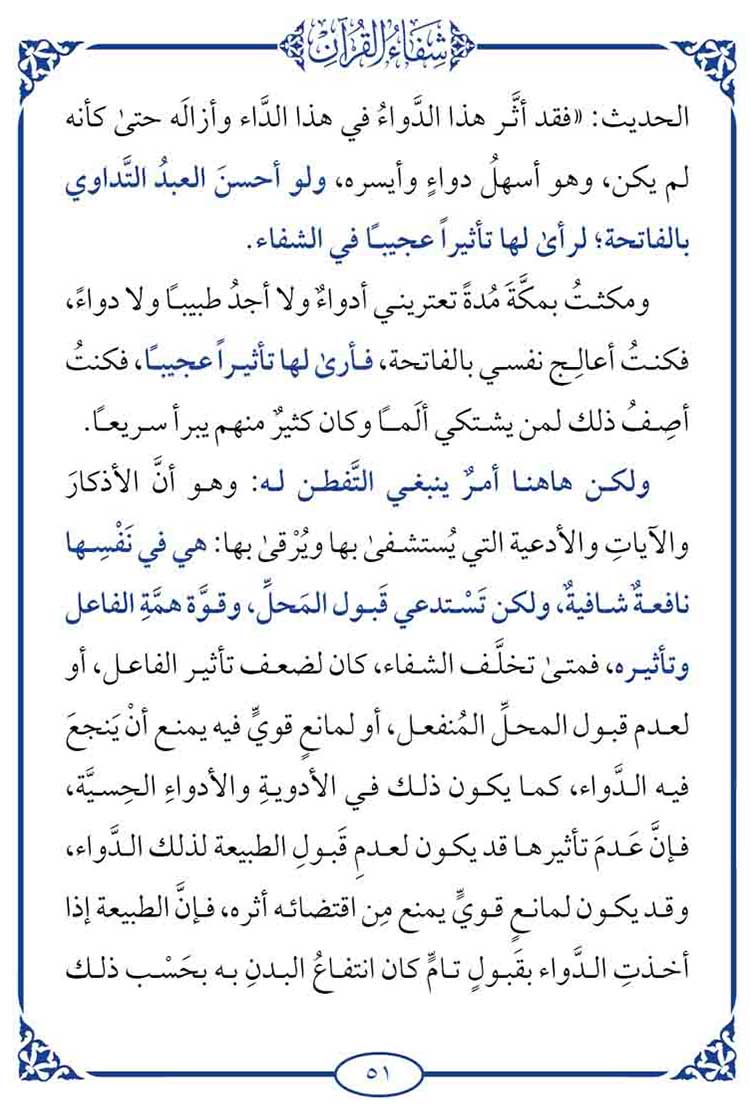 شِفَاءُ القُرْآن
الحديث: «فقد أثَّر هذا الدَّواءُ في هذا الدَّاء وأزالَه حتىٰ كأنه
لم يكن، وهو أسهلُ دواءٍ وأيسره، ولو أحسنَ العبدُ التَّداوي
بالفاتحة؛ لرأىٰ لها تأثيراً عجيبًا في الشفاء.
ومكثتُ بمكَّةَ مُدةً تعتريني أدواءٌ ولا أجدُ طبيبًا ولا دواءً،
فكنتُ أعالِج نفسي بالفاتحة، فأرىٰ لها تأثيراً عجيبًا، فكنتُ
أصِفُ ذلك لمن يشتكي ألَمًا وكان كثيرٌ منهم يبرأ سريعًا.
ولكن هاهنا أمرٌ ينبغي التَّفطن له: وهو أنَّ الأذكارَ
والآياتِ والأدعية التي يُستشفىٰ بها ويُرْقىٰ بها: هي في نَفْسِها
نافعةٌ شافيةٌ، ولكن تَسْتدعي قَبول المَحلِّ، وقوَّة همَّةِ الفاعل
وتأثيره، فمتىٰ تخلَّف الشفاء، كان لضعف تأثير الفاعل، أو
لعدم قبول المحلِّ المُنفعل، أو لمانعٍ قويٍّ فيه يمنع أنْ يَنجعَ
فيه الدَّواء، كما يكون ذلك في الأدويةِ والأدواءِ الحِسيَّة،
فإنَّ عَدمَ تأثيرها قد يكون لعدمِ قَبولِ الطبيعة لذلك الدَّواء،
وقد يكون لمانعٍ قويٍّ يمنع مِن اقتضائه أثره، فإنَّ الطبيعة إذا
أخذتِ الدَّواء بقَبولٍ تامٍّ كان انتفاعُ البدنِ به بحَسْب ذلك
٥١